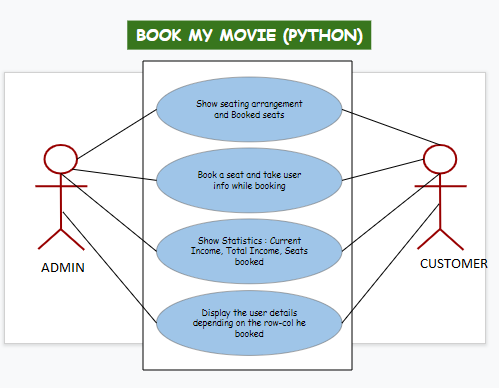 BOOK MY MOVIE (PYTHON)
Show seating arrangement
and Booked seats
Book a seat and take user
info while booking
Show Statistics : Current
Income, Total Income, Seats
booked
Display the user details
depending on the row-col he
booked
ADMIN
CUSTOMER